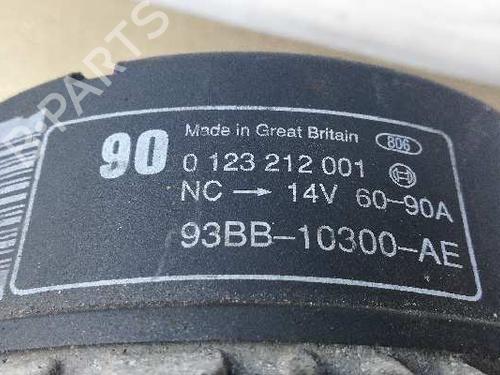 B-PARTS
Made in Great Britain 806
90 0 123 212 001
NC → 14V 60-90A
93BB-10300-AE